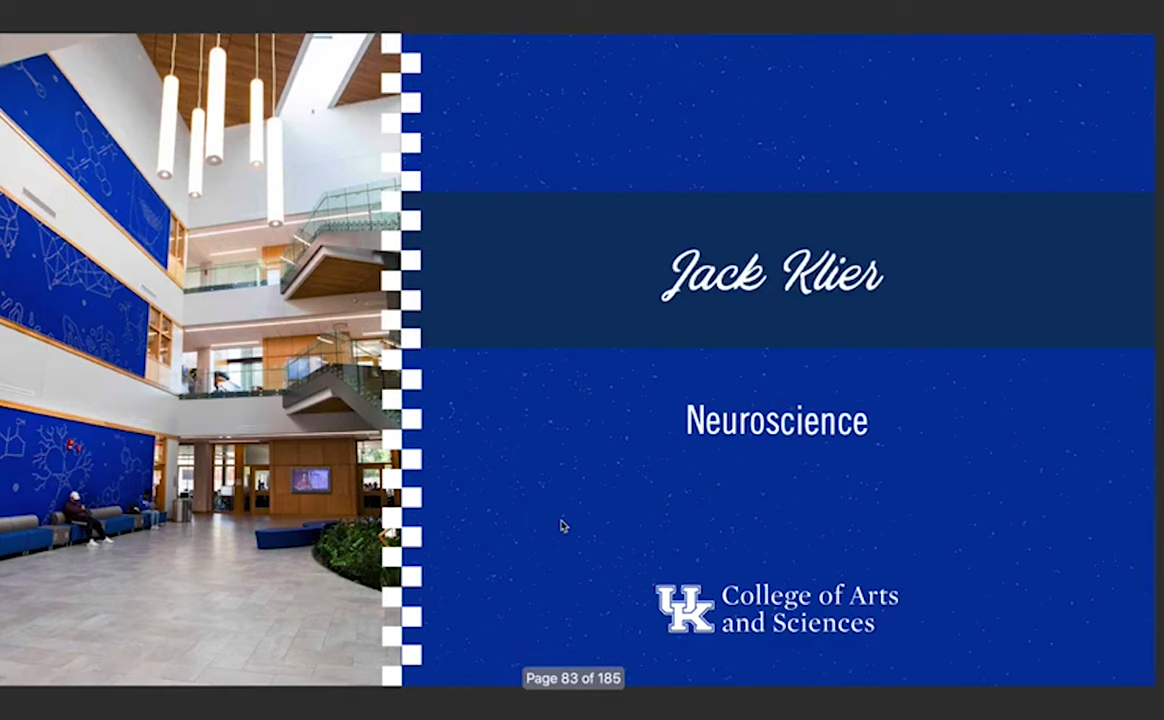 Jack Klier
Neuroscience
UK College of Arts
and Sciences
Page 83 of 185